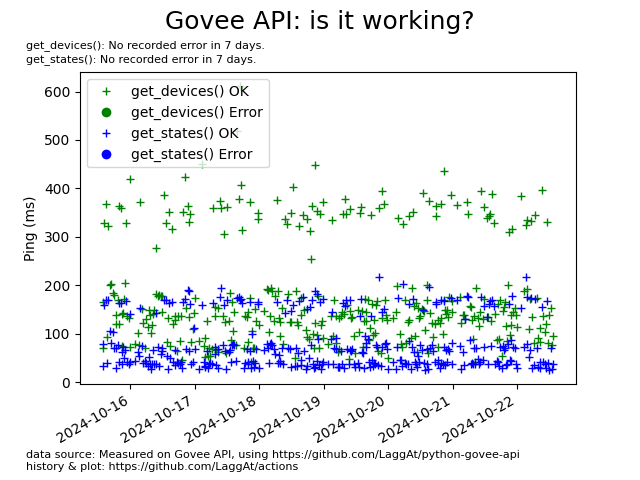 Govee API: is it working?
get_devices(): No recorded error in 7 days.
get_states(): No recorded error in 7 days.
get_devices() OK
get_devices() Error
get_states() OK
get_states() Error
600
500
400
300
200
100
0
Ping (ms)
2024-10-16
2024-10-17
2024-10-18
2024-10-19
2024-10-20
2024-10-21
2024-10-22
data source: Measured on Govee API, using https://github.com/LaggAt/python-govee-api
history & plot: https://github.com/LaggAt/actions